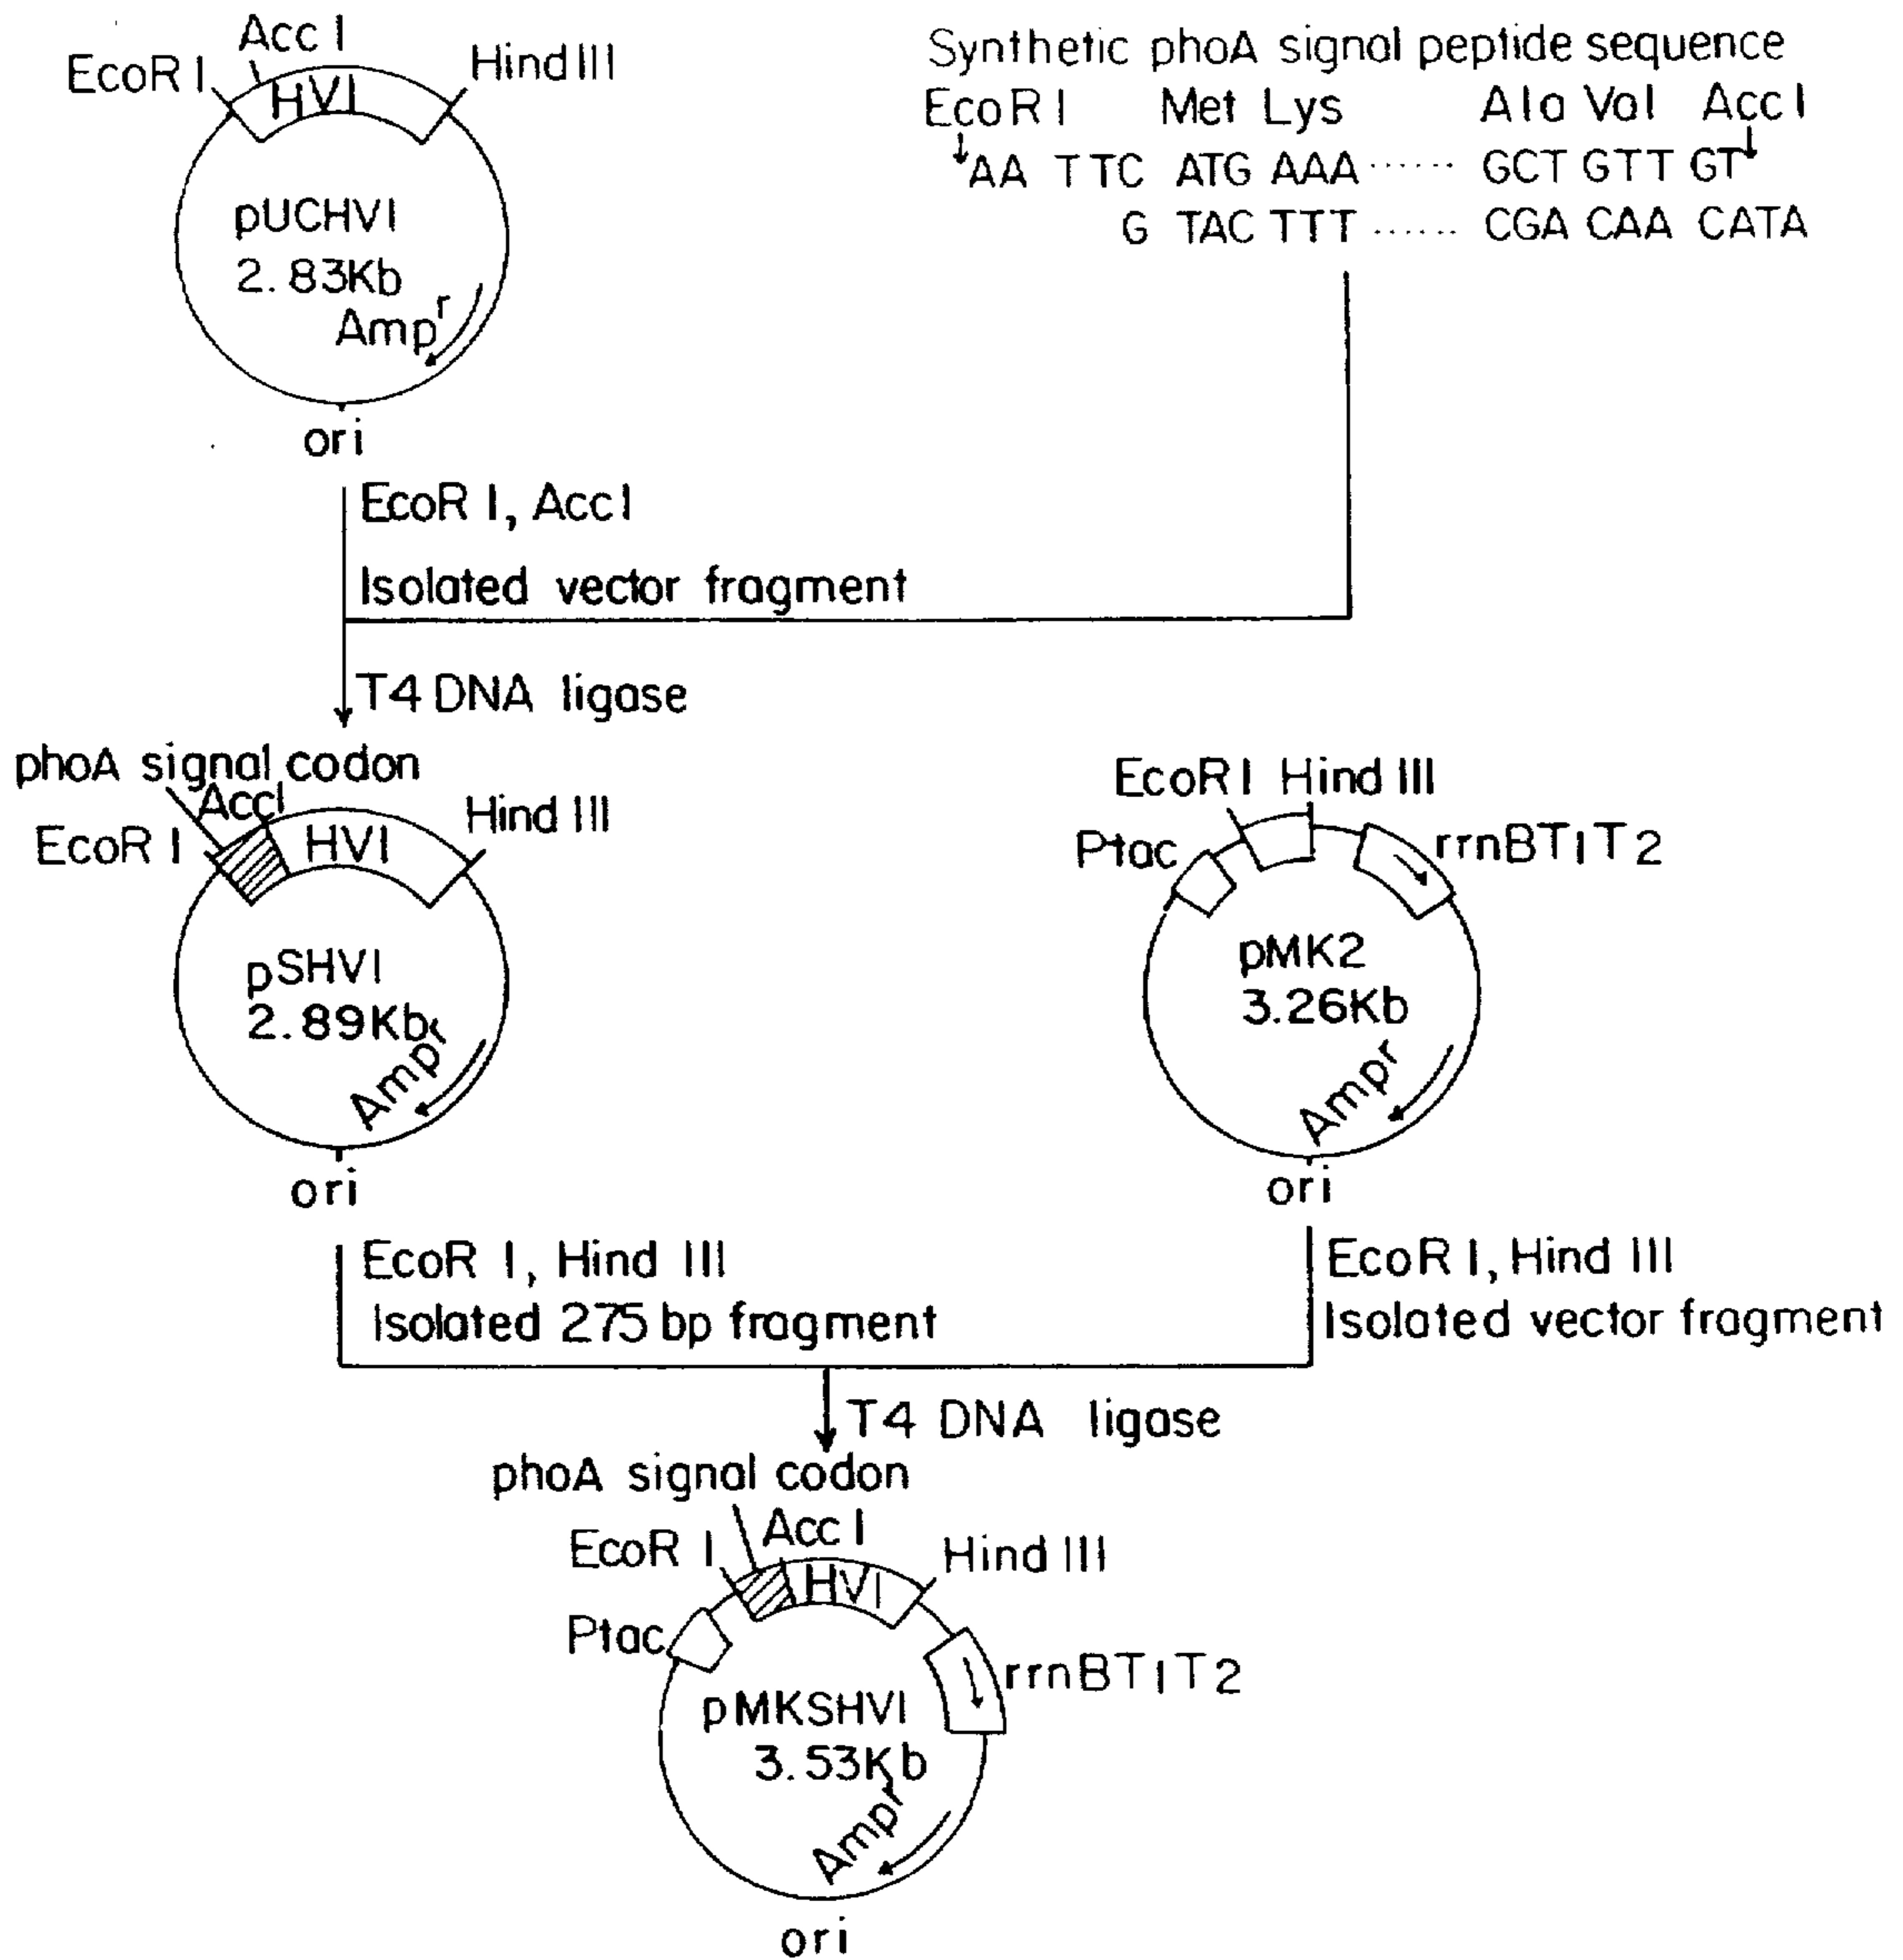 Acc I
EcoR I
HVI
Hind III
pUCHVI
2.83Kb
Amp r
ori
Synthetic phoA signal peptide sequence
EcoR I Met Lys Ala Val Acc I
AA TTC ATG AAA ...... GCT GTT GT
G TAC TTT ...... CGA CAA CATA
EcoR I, Acc I
Isolated vector fragment
T4 DNA ligase
phoA signal codon
Acc I
EcoR I
HVI
Hind III
pSHVI
2.89Kb
Amp r
ori
EcoR I Hind III
Ptac
rrnBT1T2
pMK2
3.26Kb
Amp r
ori
EcoR I, Hind III
Isolated 275 bp fragment
EcoR I, Hind III
Isolated vector fragment
T4 DNA ligase
phoA signal codon
Acc I
EcoR I
HVI
Hind III
Ptac
rrnBT1T2
pMKSHVI
3.53Kb
Amp r
ori